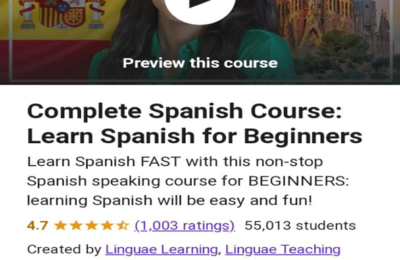 Preview this course
Complete Spanish Course:
Learn Spanish for Beginners
Learn Spanish FAST with this non-stop
Spanish speaking course for BEGINNERS:
learning Spanish will be easy and fun!
4.7 (1,003 ratings) 55,013 students
Created by Linguae Learning, Linguae Teaching